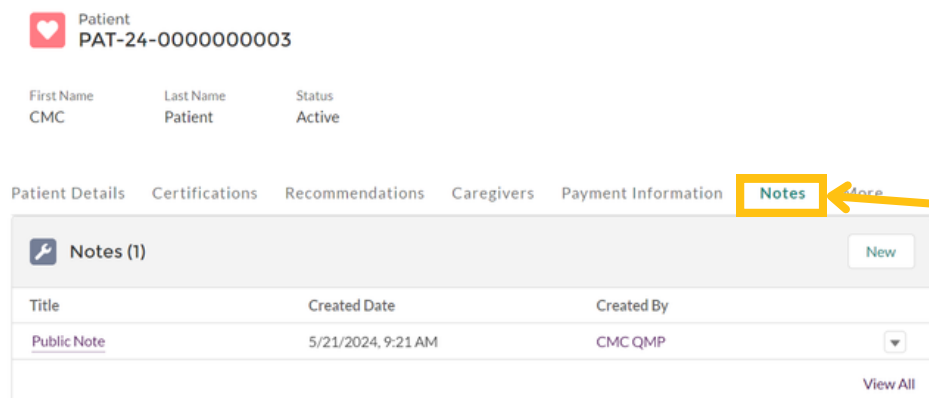 Patient
PAT-24-0000000003
First Name Last Name Status
CMC Patient Active
Patient Details Certifications Recommendations Caregivers Payment Information Notes More
Notes (1) New
Title Created Date Created By
Public Note 5/21/2024, 9:21 AM CMC QMP
View All